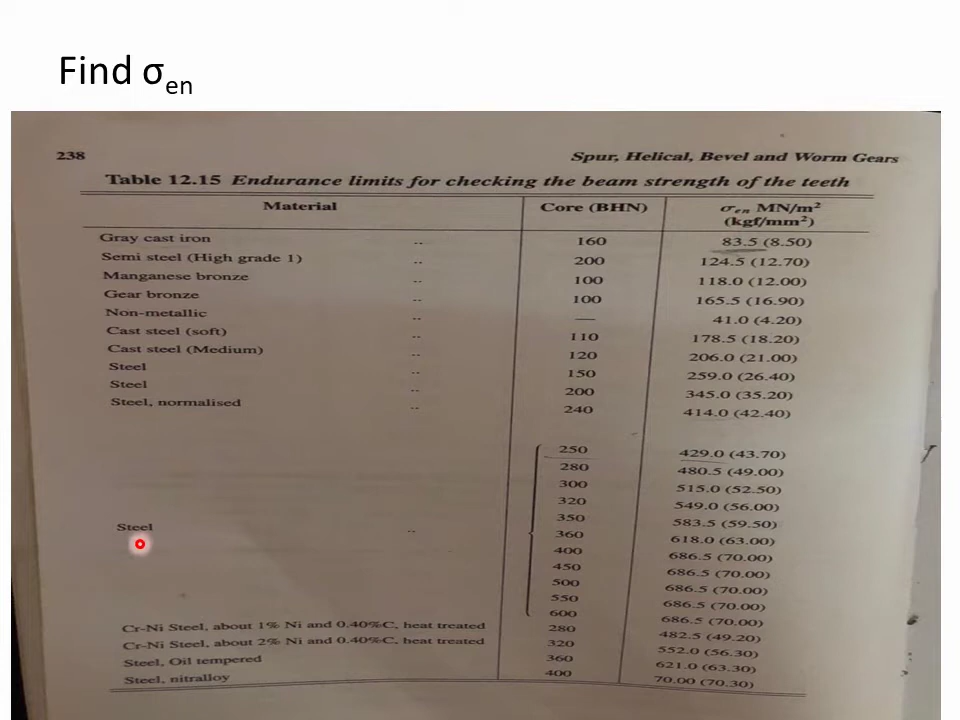 Find σen
238 Spur, Helical, Bevel and Worm Gears
Table 12.15 Endurance limits for checking the beam strength of the teeth
Material Core (BHN) σen MN/m²
(kgf/mm²)
Gray cast iron .. 160 83.5 (8.50)
Semi steel (High grade 1) .. 200 124.5 (12.70)
Manganese bronze .. 100 118.0 (12.00)
Gear bronze .. 100 165.5 (16.90)
Non-metallic .. — 41.0 (4.20)
Cast steel (soft) .. 110 178.5 (18.20)
Cast steel (Medium) .. 120 206.0 (21.00)
Steel .. 150 259.0 (26.40)
Steel .. 200 345.0 (35.20)
Steel, normalised .. 240 414.0 (42.40)
250 429.0 (43.70)
280 480.5 (49.00)
300 515.0 (52.50)
320 549.0 (56.00)
350 583.5 (59.50)
Steel .. 360 618.0 (63.00)
400 686.5 (70.00)
450 686.5 (70.00)
500 686.5 (70.00)
550 686.5 (70.00)
600 686.5 (70.00)
Cr-Ni Steel, about 1% Ni and 0.40%C, heat treated 280 482.5 (49.20)
Cr-Ni Steel, about 2% Ni and 0.40%C, heat treated 320 552.0 (56.30)
Steel, Oil tempered 360 621.0 (63.30)
Steel, nitralloy 400 70.00 (70.30)